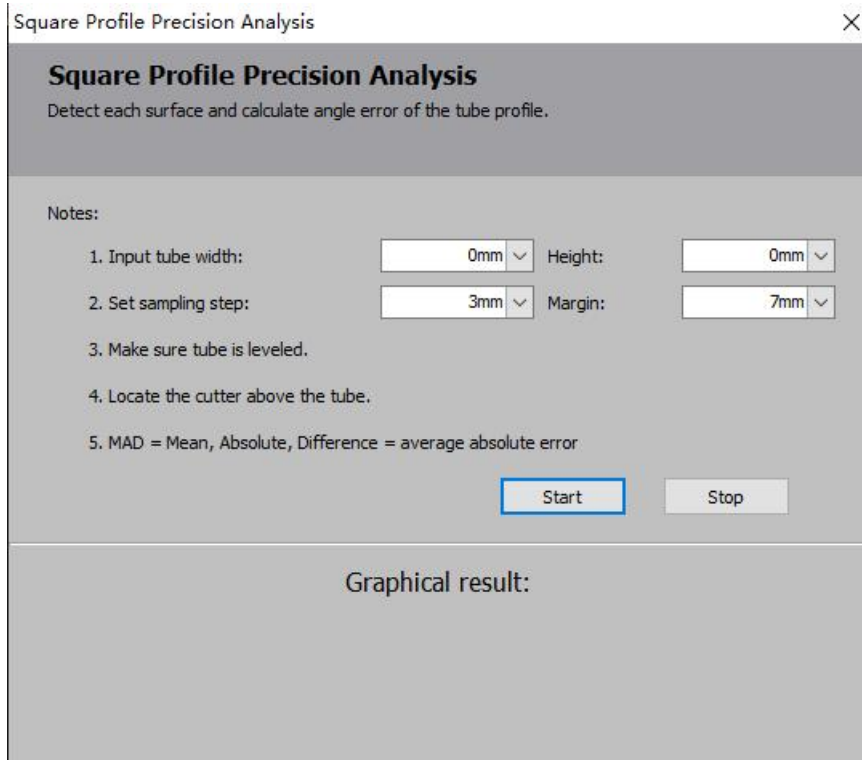 Square Profile Precision Analysis
Square Profile Precision Analysis
Detect each surface and calculate angle error of the tube profile.
Notes:
1. Input tube width: 0mm Height: 0mm
2. Set sampling step: 3mm Margin: 7mm
3. Make sure tube is leveled.
4. Locate the cutter above the tube.
5. MAD = Mean, Absolute, Difference = average absolute error
Start Stop
Graphical result: